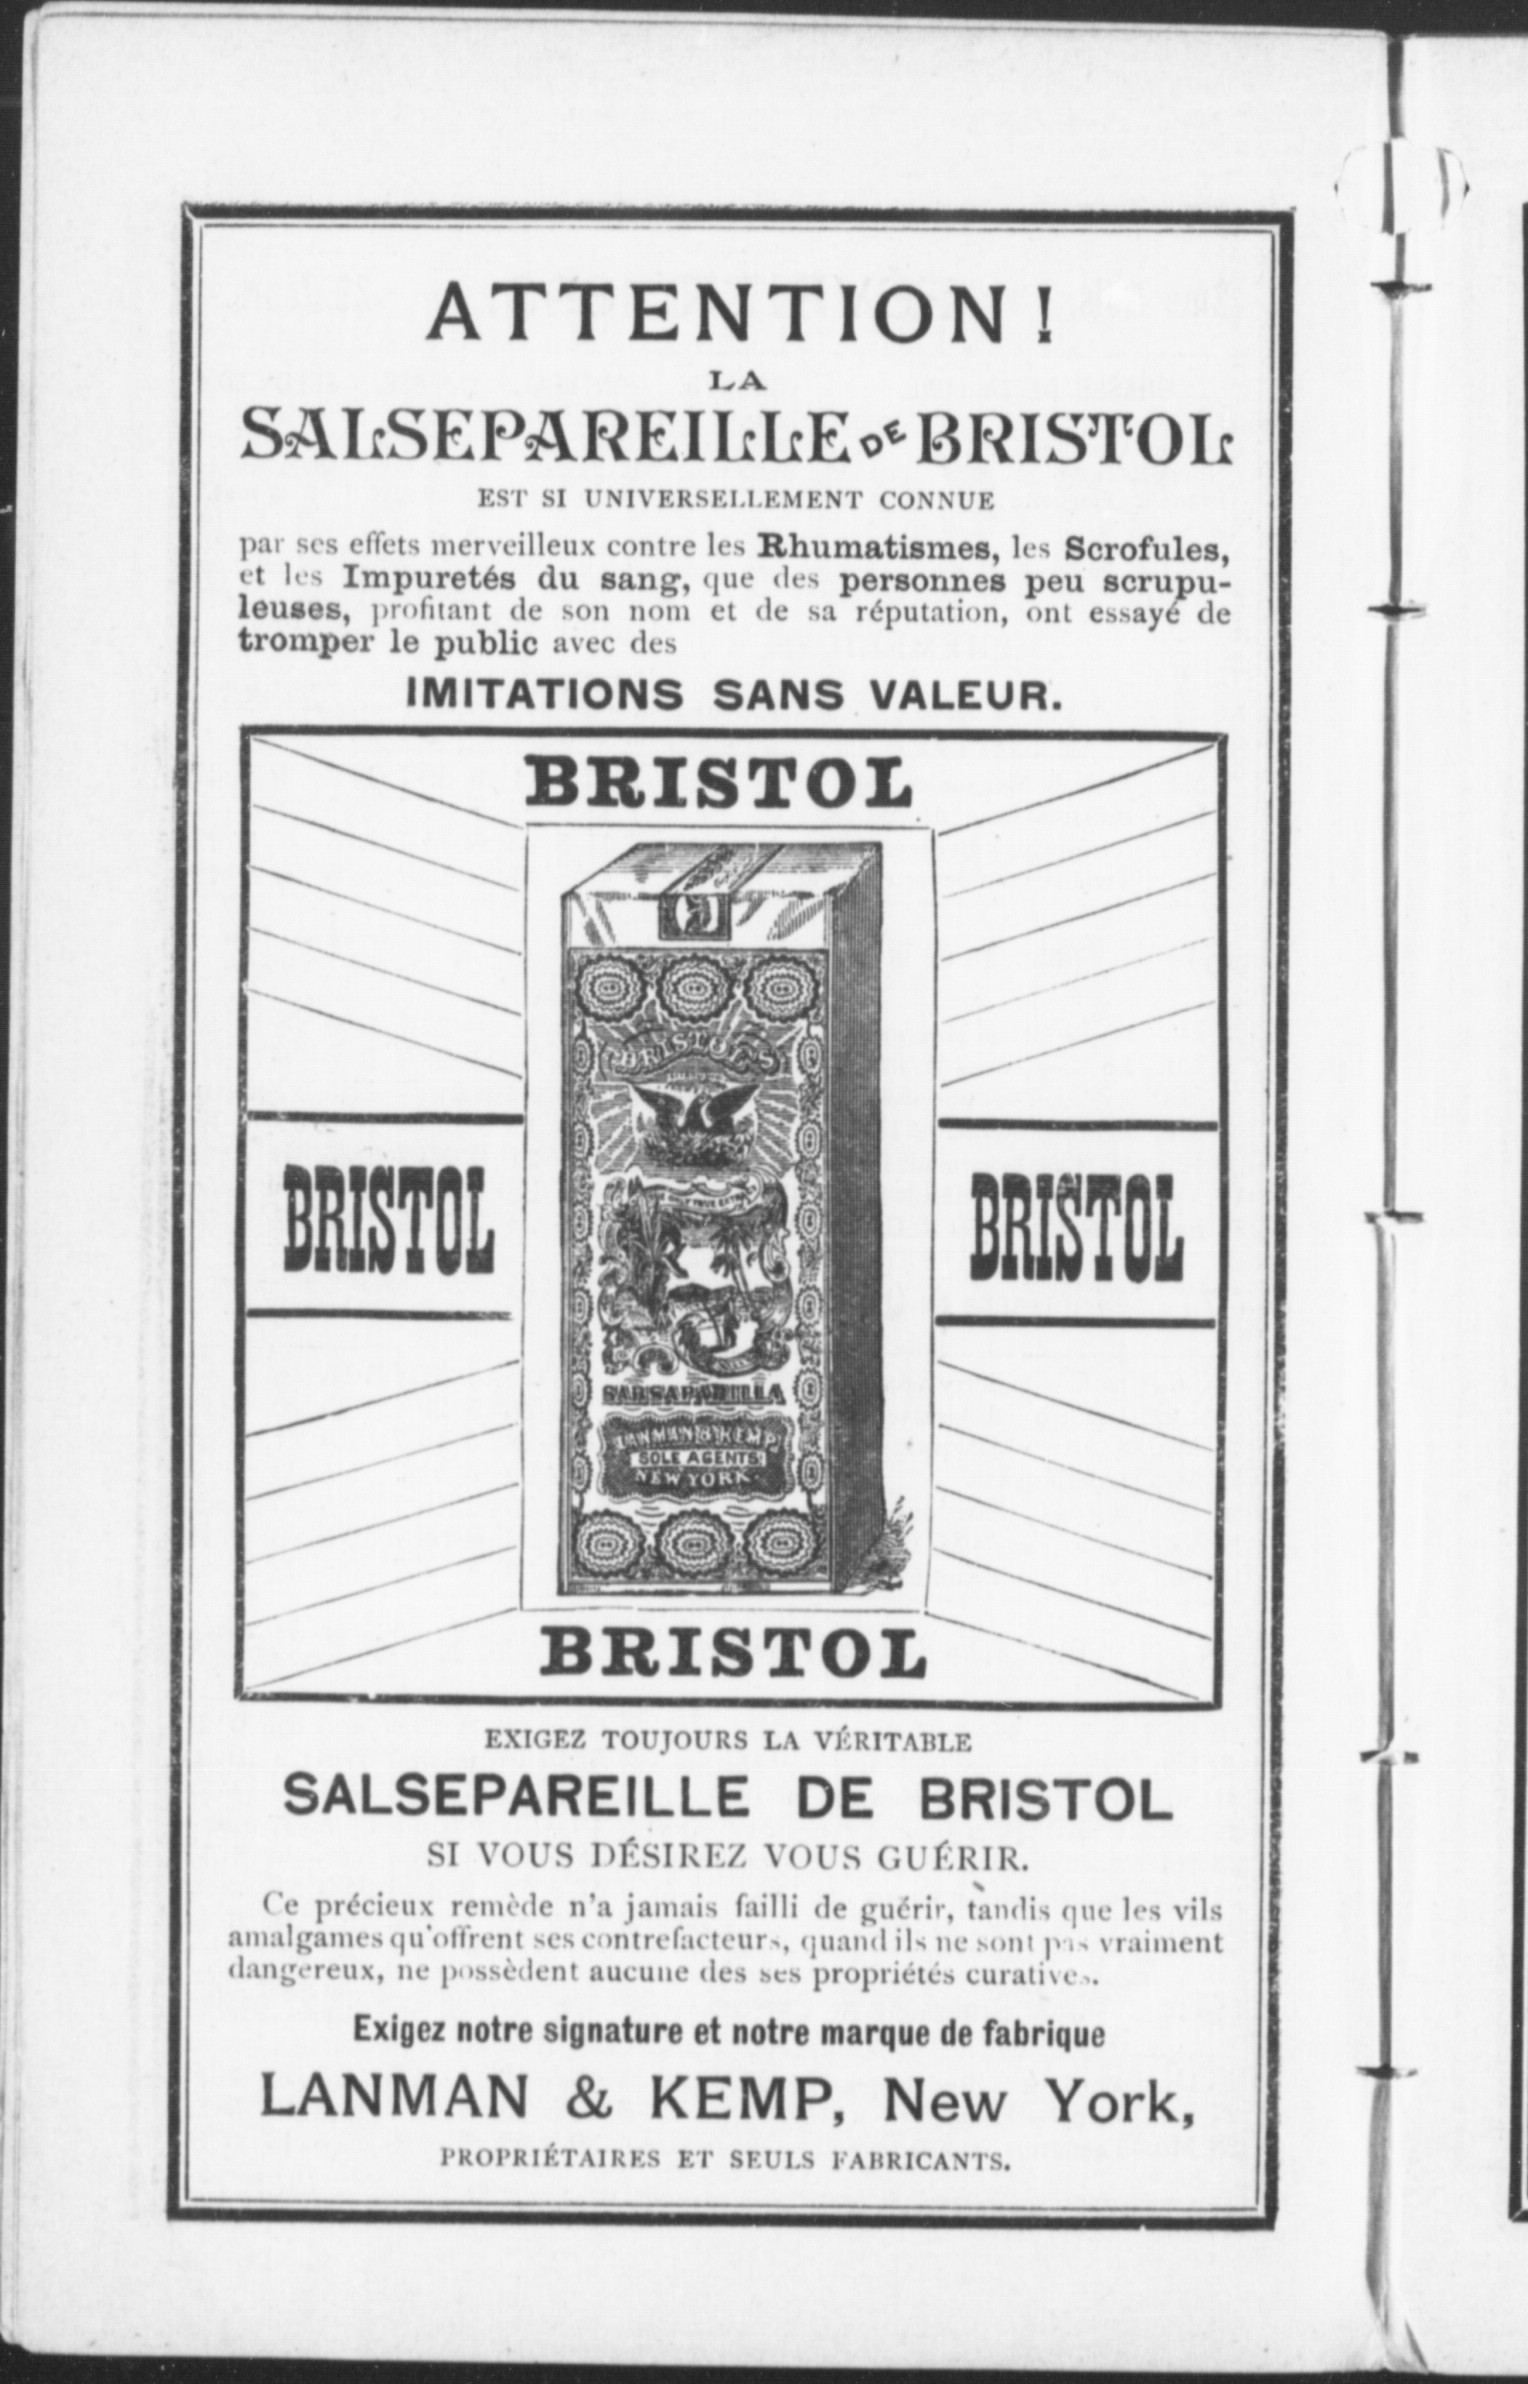 ATTENTION !
LA
SALSEPAREILLE DE BRISTOL
EST SI UNIVERSELLEMENT CONNUE
par ses effets merveilleux contre les Rhumatismes, les Scrofules,
et les Impuretés du sang, que des personnes peu scrupu-
leuses, profitant de son nom et de sa réputation, ont essayé de
tromper le public avec des
IMITATIONS SANS VALEUR.
BRISTOL
BRISTOL'S
SARSAPARILLA
LANMAN & KEMP
SOLE AGENTS
NEW YORK.
BRISTOL
BRISTOL
BRISTOL
EXIGEZ TOUJOURS LA VÉRITABLE
SALSEPAREILLE DE BRISTOL
SI VOUS DÉSIREZ VOUS GUÉRIR.
Ce précieux remède n'a jamais failli de guérir, tandis que les vils
amalgames qu'offrent ses contrefacteurs, quand ils ne sont pas vraiment
dangereux, ne possèdent aucune des ses propriétés curatives.
Exigez notre signature et notre marque de fabrique
LANMAN & KEMP, New York,
PROPRIÉTAIRES ET SEULS FABRICANTS.